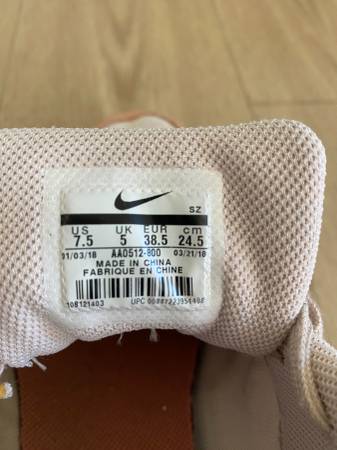 SZ
US UK EUR cm
7.5 5 38.5 24.5
01/03/18 AA0512-800 03/21/18
MADE IN CHINA
FABRIQUE EN CHINE
UPC